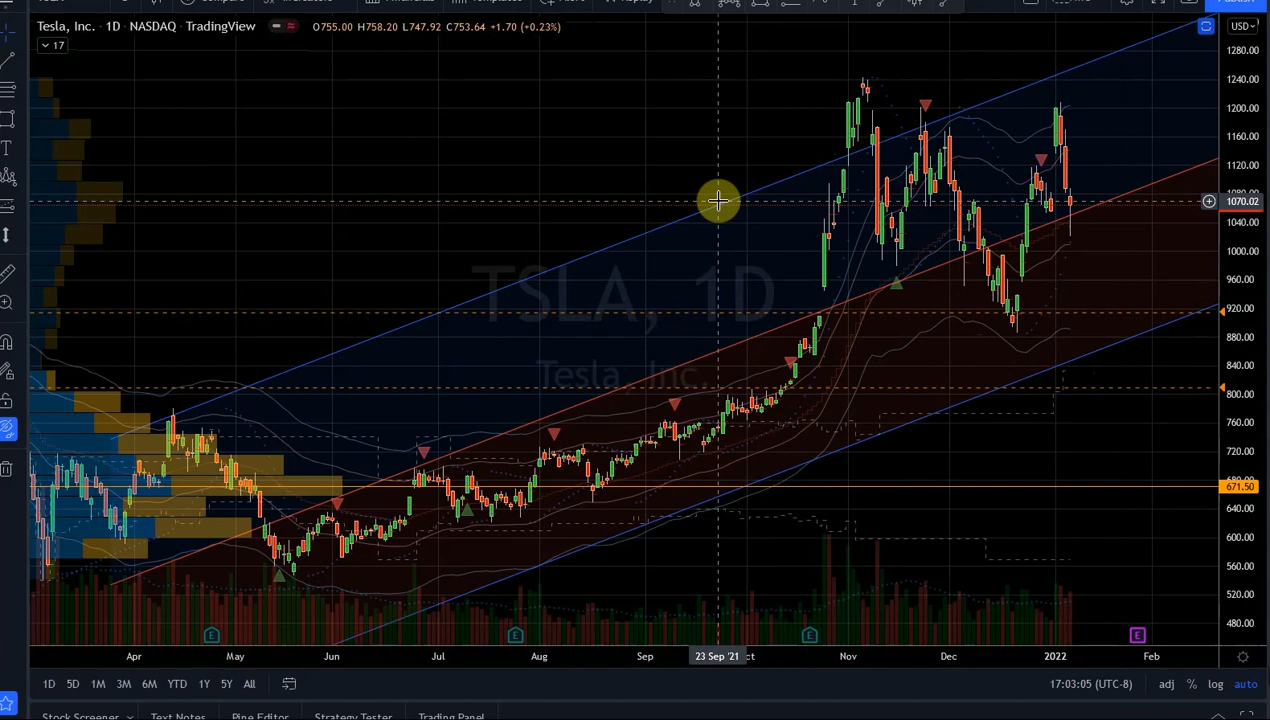 Tesla, Inc. · 1D · NASDAQ · TradingView O755.00 H758.20 L747.92 C753.64 +1.70 (+0.23%)
USD
17
1280.00
1240.00
1200.00
1160.00
1120.00
1070.02
1040.00
1000.00
960.00
920.00
880.00
840.00
800.00
760.00
720.00
671.50
640.00
600.00
560.00
520.00
480.00
TSLA, 1D
Tesla, Inc.
E E E E
Apr May Jun Jul Aug Sep 23 Sep '21 Nov Dec 2022 Feb
1D 5D 1M 3M 6M YTD 1Y 5Y All 17:03:05 (UTC-8) adj % log auto
Stock Screener Text Notes Pine Editor Strategy Tester Trading Panel